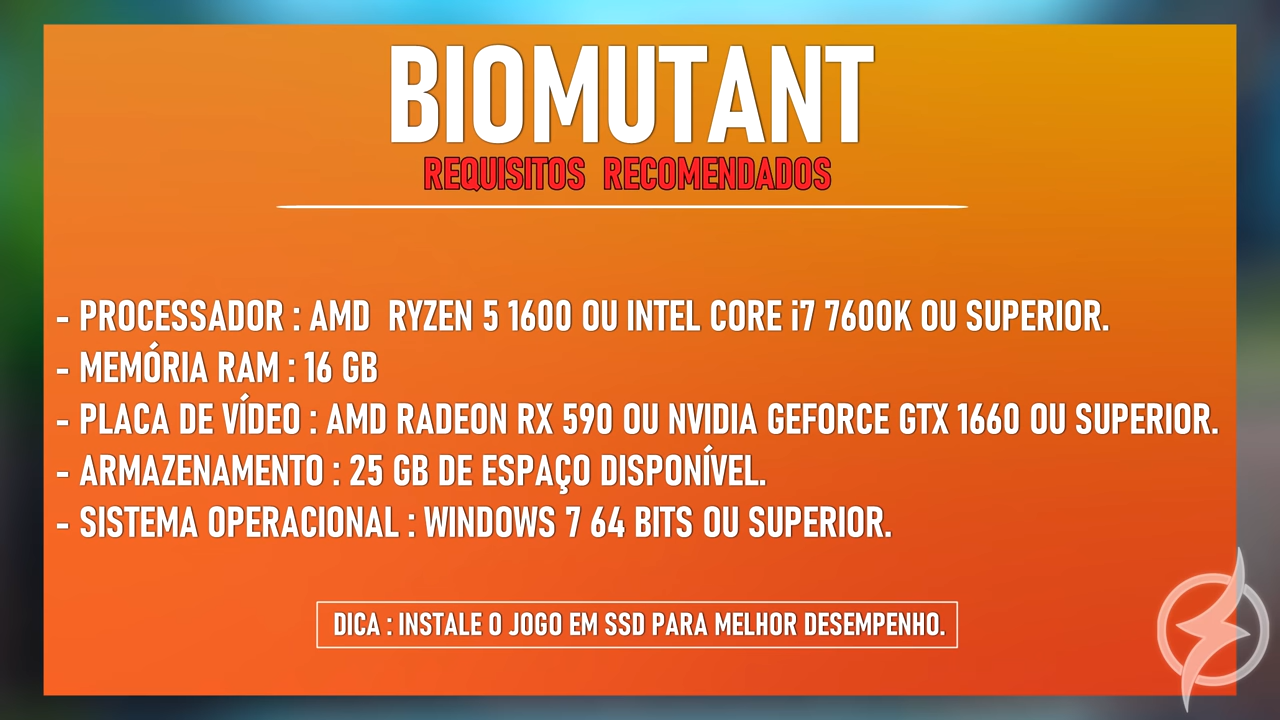 BIOMUTANT
REQUISITOS RECOMENDADOS
- PROCESSADOR : AMD RYZEN 5 1600 OU INTEL CORE i7 7600K OU SUPERIOR.
- MEMÓRIA RAM : 16 GB
- PLACA DE VÍDEO : AMD RADEON RX 590 OU NVIDIA GEFORCE GTX 1660 OU SUPERIOR.
- ARMAZENAMENTO : 25 GB DE ESPAÇO DISPONÍVEL.
- SISTEMA OPERACIONAL : WINDOWS 7 64 BITS OU SUPERIOR.
DICA : INSTALE O JOGO EM SSD PARA MELHOR DESEMPENHO.